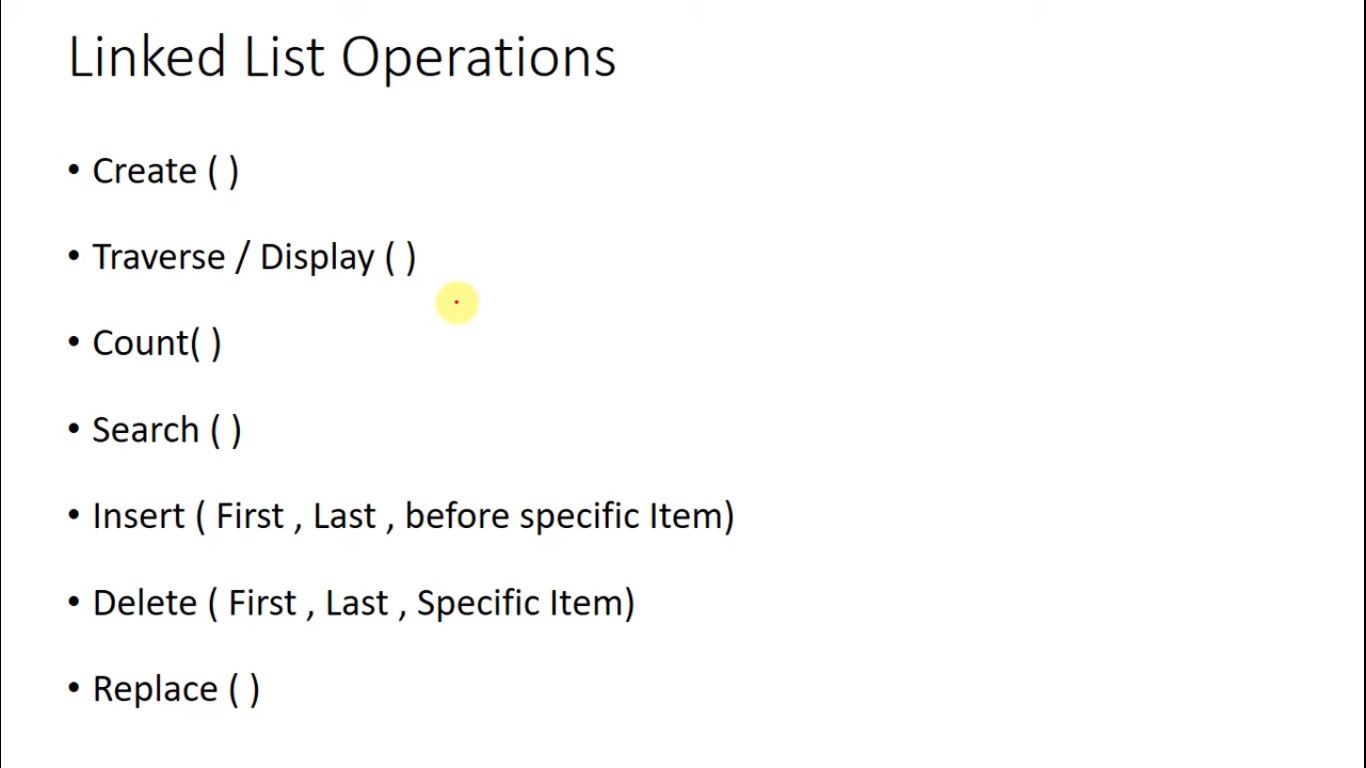 Linked List Operations
• Create ( )
• Traverse / Display ( )
• Count( )
• Search ( )
• Insert ( First , Last , before specific Item)
• Delete ( First , Last , Specific Item)
• Replace ( )